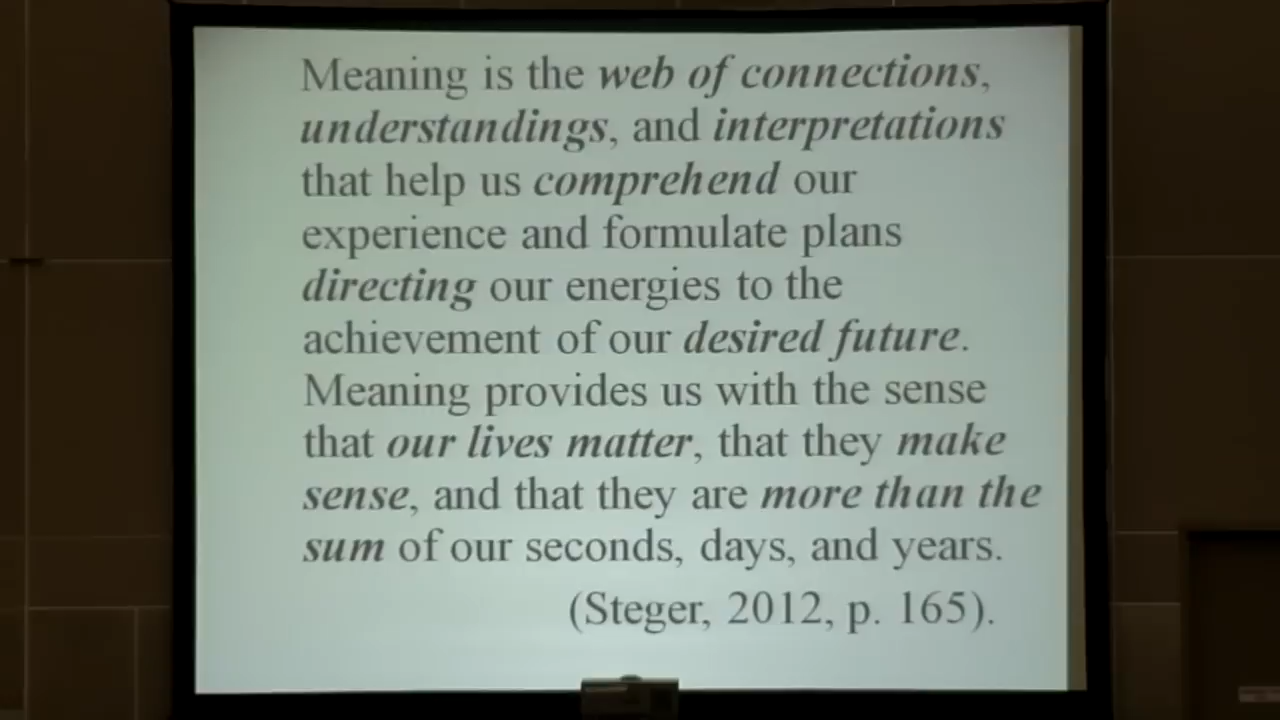 Meaning is the web of connections,
understandings, and interpretations
that help us comprehend our
experience and formulate plans
directing our energies to the
achievement of our desired future.
Meaning provides us with the sense
that our lives matter, that they make
sense, and that they are more than the
sum of our seconds, days, and years.
(Steger, 2012, p. 165).